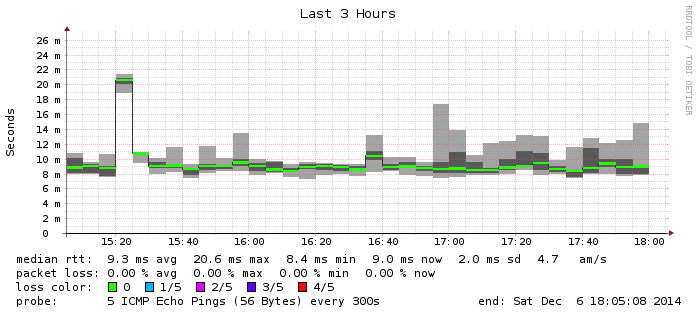 Last 3 Hours
RRDTOOL / TOBI OETIKER
Seconds
26 m
24 m
22 m
20 m
18 m
16 m
14 m
12 m
10 m
8 m
6 m
4 m
2 m
0
15:20 15:40 16:00 16:20 16:40 17:00 17:20 17:40 18:00
median rtt: 9.3 ms avg 20.6 ms max 8.4 ms min 9.0 ms now 2.0 ms sd 4.7 am/s
packet loss: 0.00 % avg 0.00 % max 0.00 % min 0.00 % now
loss color: 0 1/5 2/5 3/5 4/5
probe: 5 ICMP Echo Pings (56 Bytes) every 300s end: Sat Dec 6 18:05:08 2014